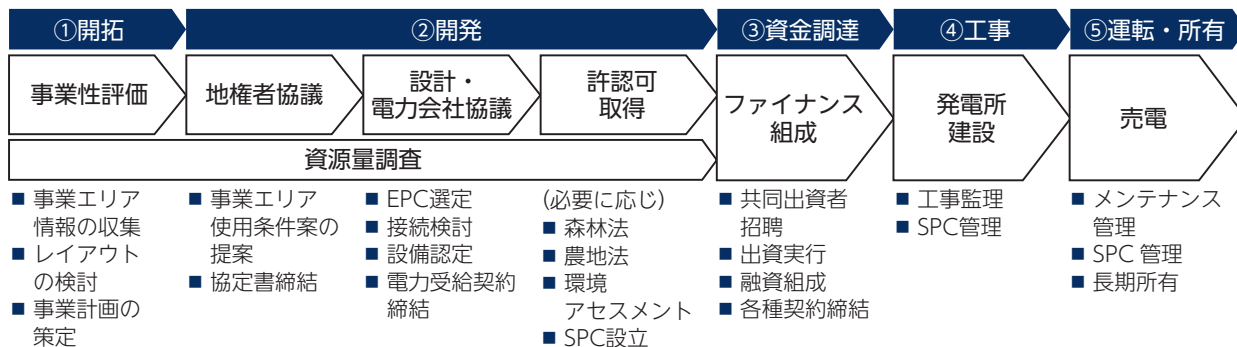 ①開拓
②開発
③資金調達
④工事
⑤運転・所有
事業性評価
地権者協議
設計・
電力会社協議
許認可
取得
ファイナンス
組成
発電所
建設
売電
資源量調査
■ 事業エリア
情報の収集
■ レイアウト
の検討
■ 事業計画の
策定
■ 事業エリア
使用条件案の
提案
■ 協定書締結
■ EPC選定
■ 接続検討
■ 設備認定
■ 電力受給契約
締結
(必要に応じ)
■ 森林法
■ 農地法
■ 環境
アセスメント
■ SPC設立
■ 共同出資者
招聘
■ 出資実行
■ 融資組成
■ 各種契約締結
■ 工事監理
■ SPC管理
■ メンテナンス
管理
■ SPC 管理
■ 長期所有